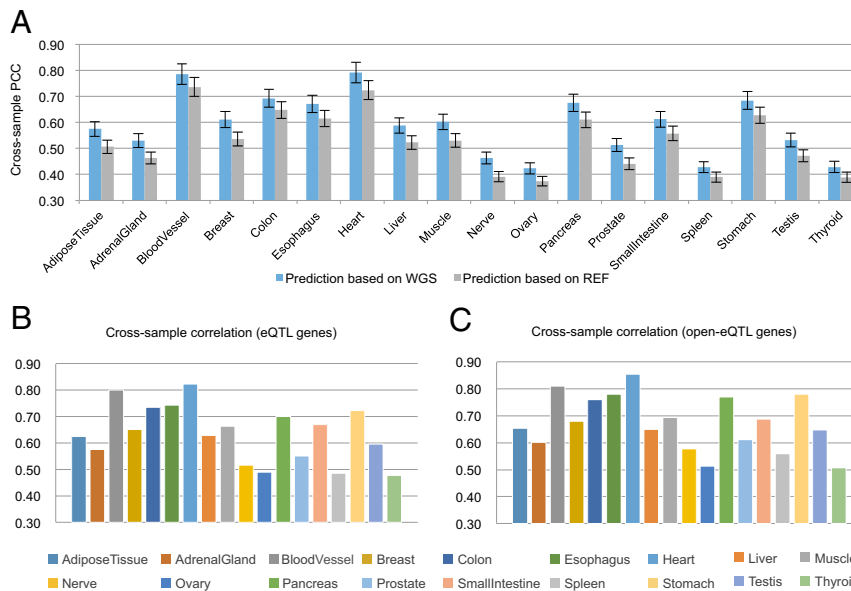 A
Cross-sample PCC
0.90
0.80
0.70
0.60
0.50
0.40
0.30
AdiposeTissue
AdrenalGland
BloodVessel
Breast
Colon
Esophagus
Heart
Liver
Muscle
Nerve
Ovary
Pancreas
Prostate
SmallIntestine
Spleen
Stomach
Testis
Thyroid
Prediction based on WGS Prediction based on REF
B
Cross-sample correlation (eQTL genes)
0.90
0.80
0.70
0.60
0.50
0.40
0.30
C
Cross-sample correlation (open-eQTL genes)
0.90
0.80
0.70
0.60
0.50
0.40
0.30
AdiposeTissue AdrenalGland BloodVessel Breast Colon Esophagus Heart Liver Muscle
Nerve Ovary Pancreas Prostate SmallIntestine Spleen Stomach Testis Thyroid